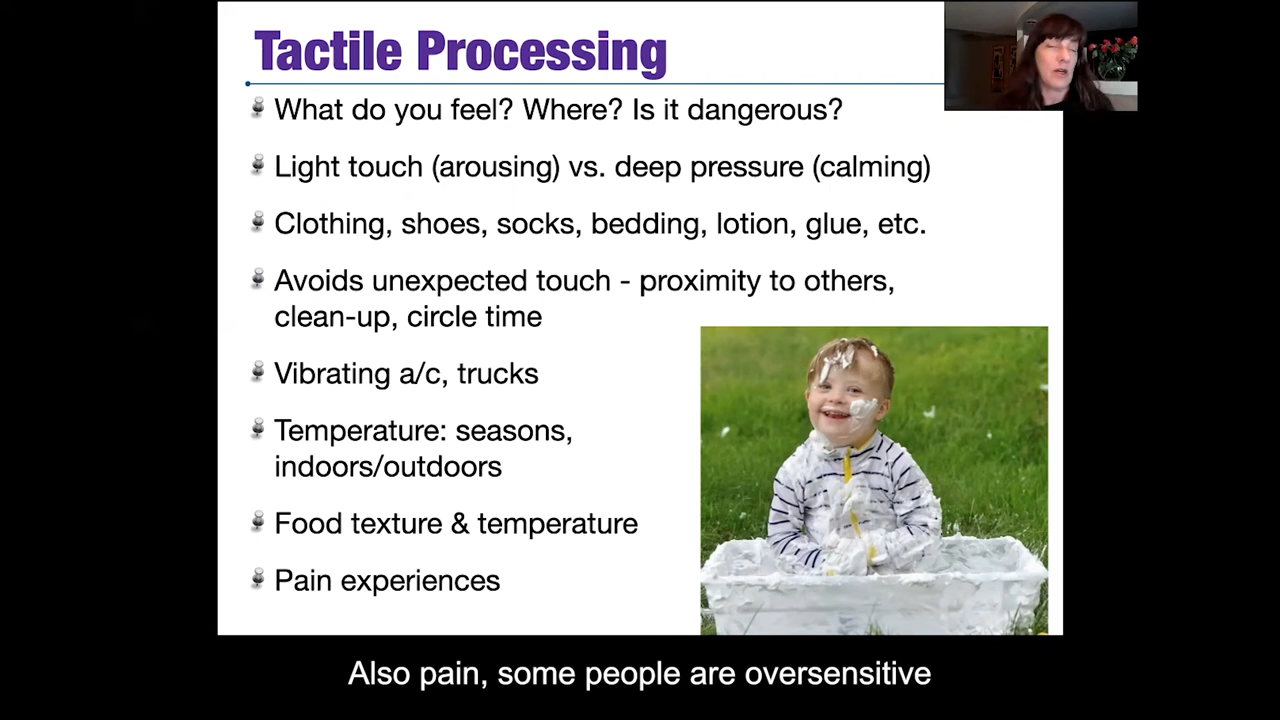 Tactile Processing
What do you feel? Where? Is it dangerous?
Light touch (arousing) vs. deep pressure (calming)
Clothing, shoes, socks, bedding, lotion, glue, etc.
Avoids unexpected touch - proximity to others,
clean-up, circle time
Vibrating a/c, trucks
Temperature: seasons,
indoors/outdoors
Food texture & temperature
Pain experiences
Also pain, some people are oversensitive